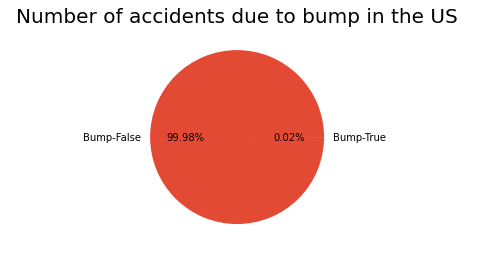 Number of accidents due to bump in the US
Bump-False
99.98%
0.02%
Bump-True